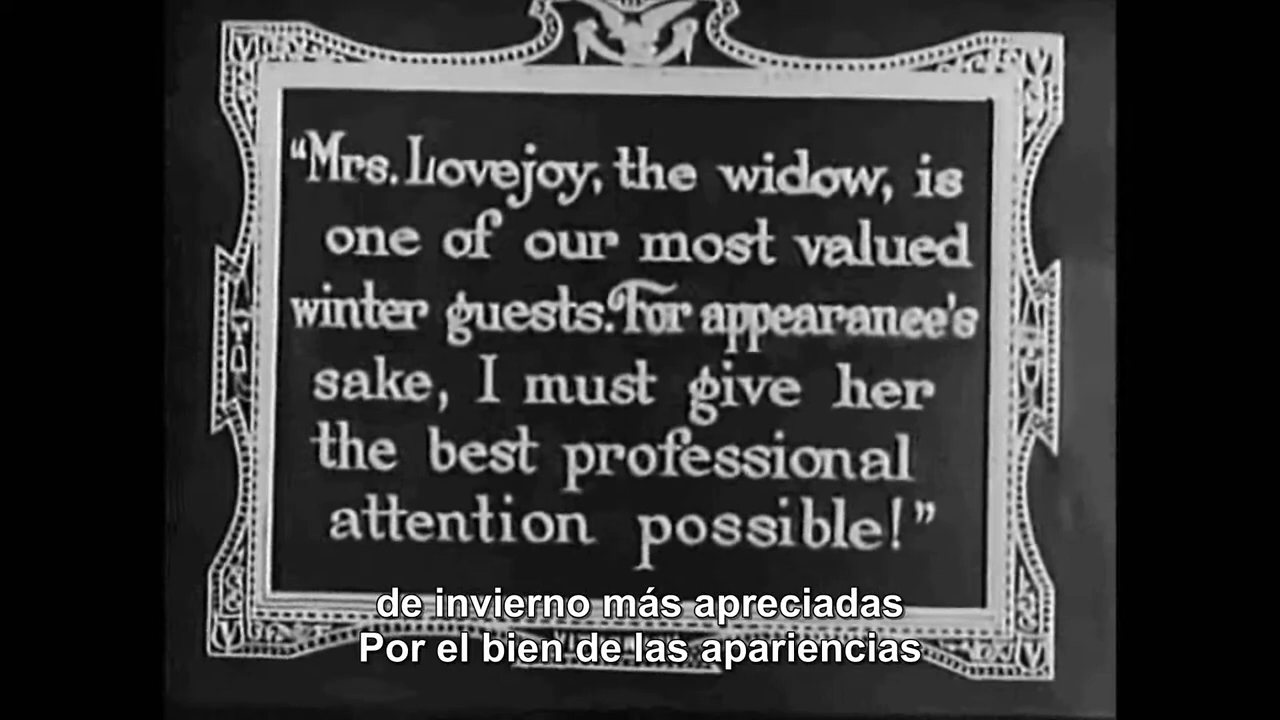 “Mrs. Lovejoy, the widow, is
one of our most valued
winter guests. For appearance's
sake, I must give her
the best professional
attention possible!”
de invierno más apreciadas
Por el bien de las apariencias